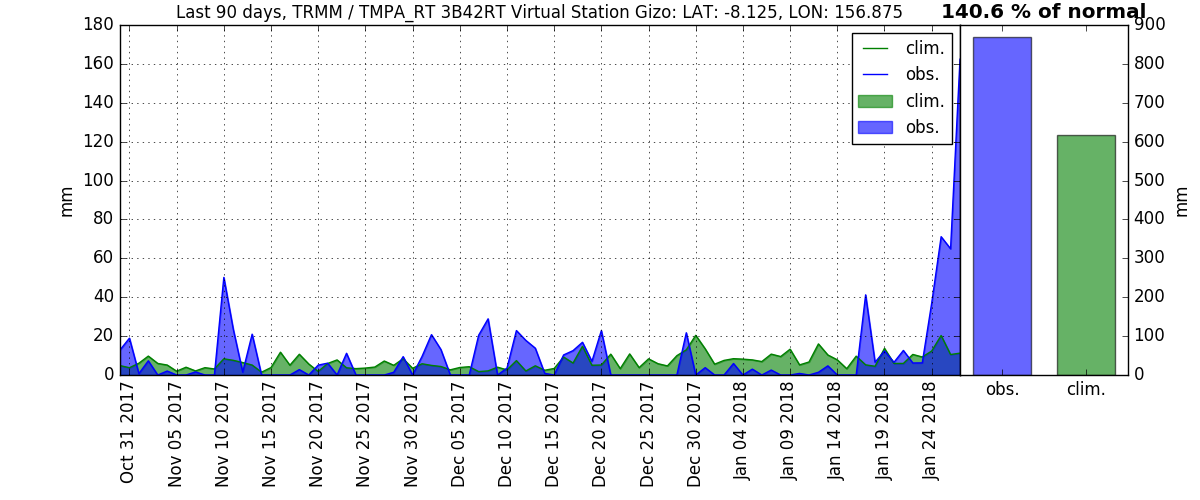 Last 90 days, TRMM / TMPA_RT 3B42RT Virtual Station Gizo: LAT: -8.125, LON: 156.875
140.6 % of normal
180
160
140
120
100
80
60
40
20
0
mm
clim.
obs.
clim.
obs.
900
800
700
600
500
400
300
200
100
0
mm
Oct 31 2017
Nov 05 2017
Nov 10 2017
Nov 15 2017
Nov 20 2017
Nov 25 2017
Nov 30 2017
Dec 05 2017
Dec 10 2017
Dec 15 2017
Dec 20 2017
Dec 25 2017
Dec 30 2017
Jan 04 2018
Jan 09 2018
Jan 14 2018
Jan 19 2018
Jan 24 2018
obs.
clim.